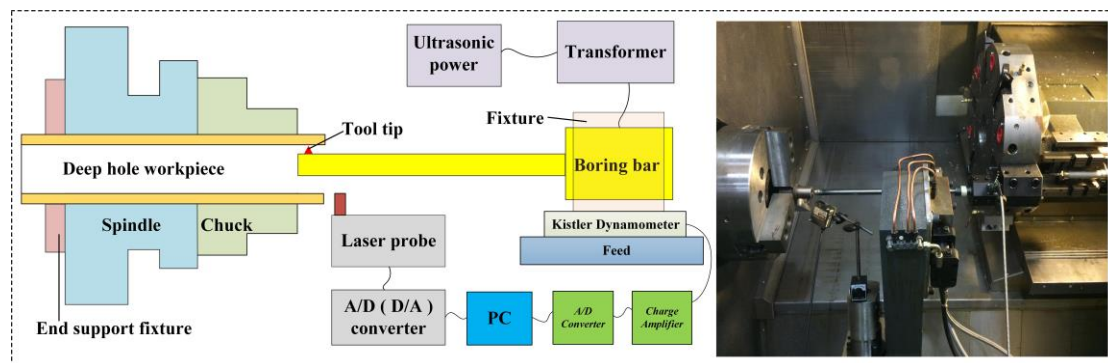 Ultrasonic
power
Transformer
Fixture
Tool tip
Deep hole workpiece
Boring bar
Spindle
Chuck
Laser probe
Kistler Dynamometer
Feed
A/D ( D/A )
converter
PC
A/D
Converter
Charge
Amplifier
End support fixture